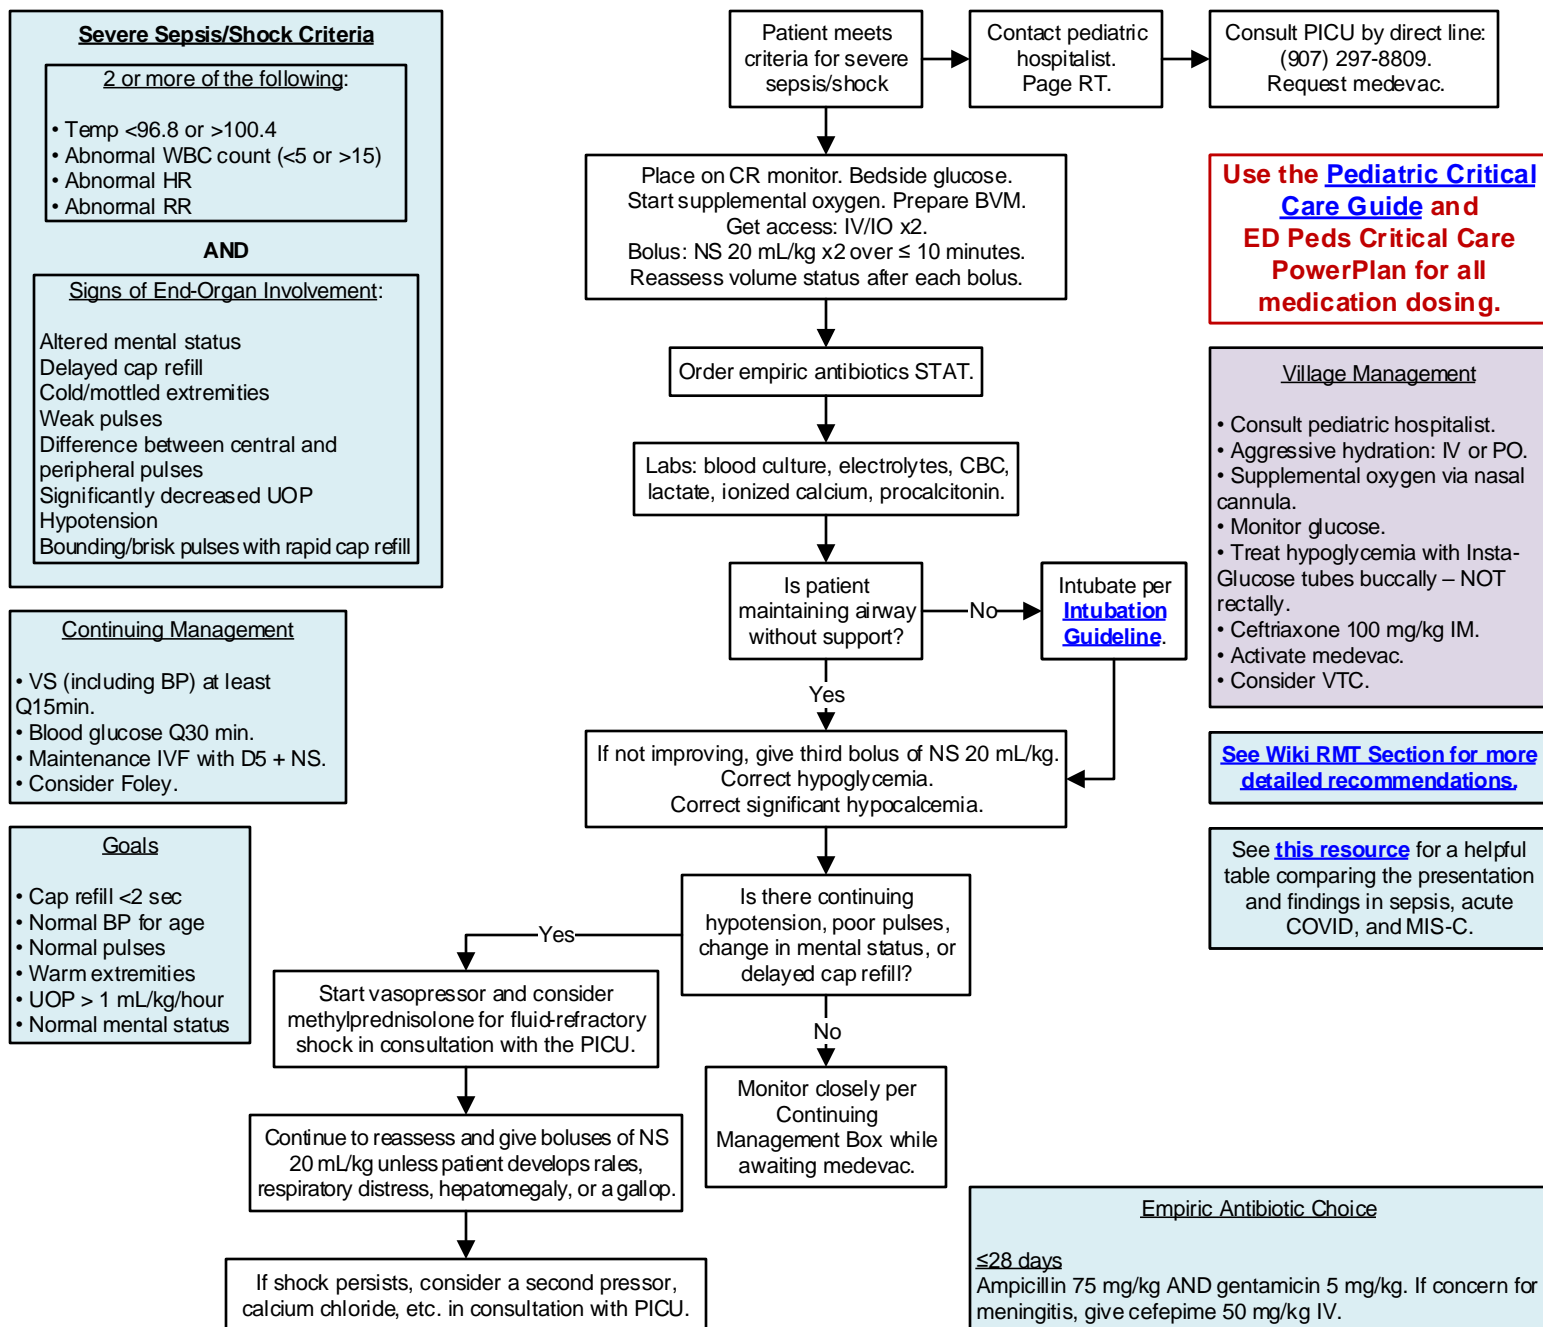 Severe Sepsis/Shock Criteria
2 or more of the following:
• Temp <96.8 or >100.4
• Abnormal WBC count (<5 or >15)
• Abnormal HR
• Abnormal RR
AND
Signs of End-Organ Involvement:
Altered mental status
Delayed cap refill
Cold/mottled extremities
Weak pulses
Difference between central and
peripheral pulses
Significantly decreased UOP
Hypotension
Bounding/brisk pulses with rapid cap refill
Continuing Management
• VS (including BP) at least
Q15min.
• Blood glucose Q30 min.
• Maintenance IVF with D5 + NS.
• Consider Foley.
Goals
• Cap refill <2 sec
• Normal BP for age
• Normal pulses
• Warm extremities
• UOP > 1 mL/kg/hour
• Normal mental status
Patient meets
criteria for severe
sepsis/shock
Contact pediatric
hospitalist.
Page RT.
Consult PICU by direct line:
(907) 297-8809.
Request medevac.
Place on CR monitor. Bedside glucose.
Start supplemental oxygen. Prepare BVM.
Get access: IV/IO x2.
Bolus: NS 20 mL/kg x2 over ≤ 10 minutes.
Reassess volume status after each bolus.
Order empiric antibiotics STAT.
Labs: blood culture, electrolytes, CBC,
lactate, ionized calcium, procalcitonin.
Is patient
maintaining airway
without support?
No
Intubate per
Intubation
Guideline.
Yes
If not improving, give third bolus of NS 20 mL/kg.
Correct hypoglycemia.
Correct significant hypocalcemia.
Is there continuing
hypotension, poor pulses,
change in mental status, or
delayed cap refill?
Yes
Start vasopressor and consider
methylprednisolone for fluid-refractory
shock in consultation with the PICU.
No
Monitor closely per
Continuing
Management Box while
awaiting medevac.
Continue to reassess and give boluses of NS
20 mL/kg unless patient develops rales,
respiratory distress, hepatomegaly, or a gallop.
If shock persists, consider a second pressor,
calcium chloride, etc. in consultation with PICU.
Use the Pediatric Critical
Care Guide and
ED Peds Critical Care
PowerPlan for all
medication dosing.
Village Management
• Consult pediatric hospitalist.
• Aggressive hydration: IV or PO.
• Supplemental oxygen via nasal
cannula.
• Monitor glucose.
• Treat hypoglycemia with Insta-
Glucose tubes buccally – NOT
rectally.
• Ceftriaxone 100 mg/kg IM.
• Activate medevac.
• Consider VTC.
See Wiki RMT Section for more
detailed recommendations.
See this resource for a helpful
table comparing the presentation
and findings in sepsis, acute
COVID, and MIS-C.
Empiric Antibiotic Choice
≤28 days
Ampicillin 75 mg/kg AND gentamicin 5 mg/kg. If concern for
meningitis, give cefepime 50 mg/kg IV.